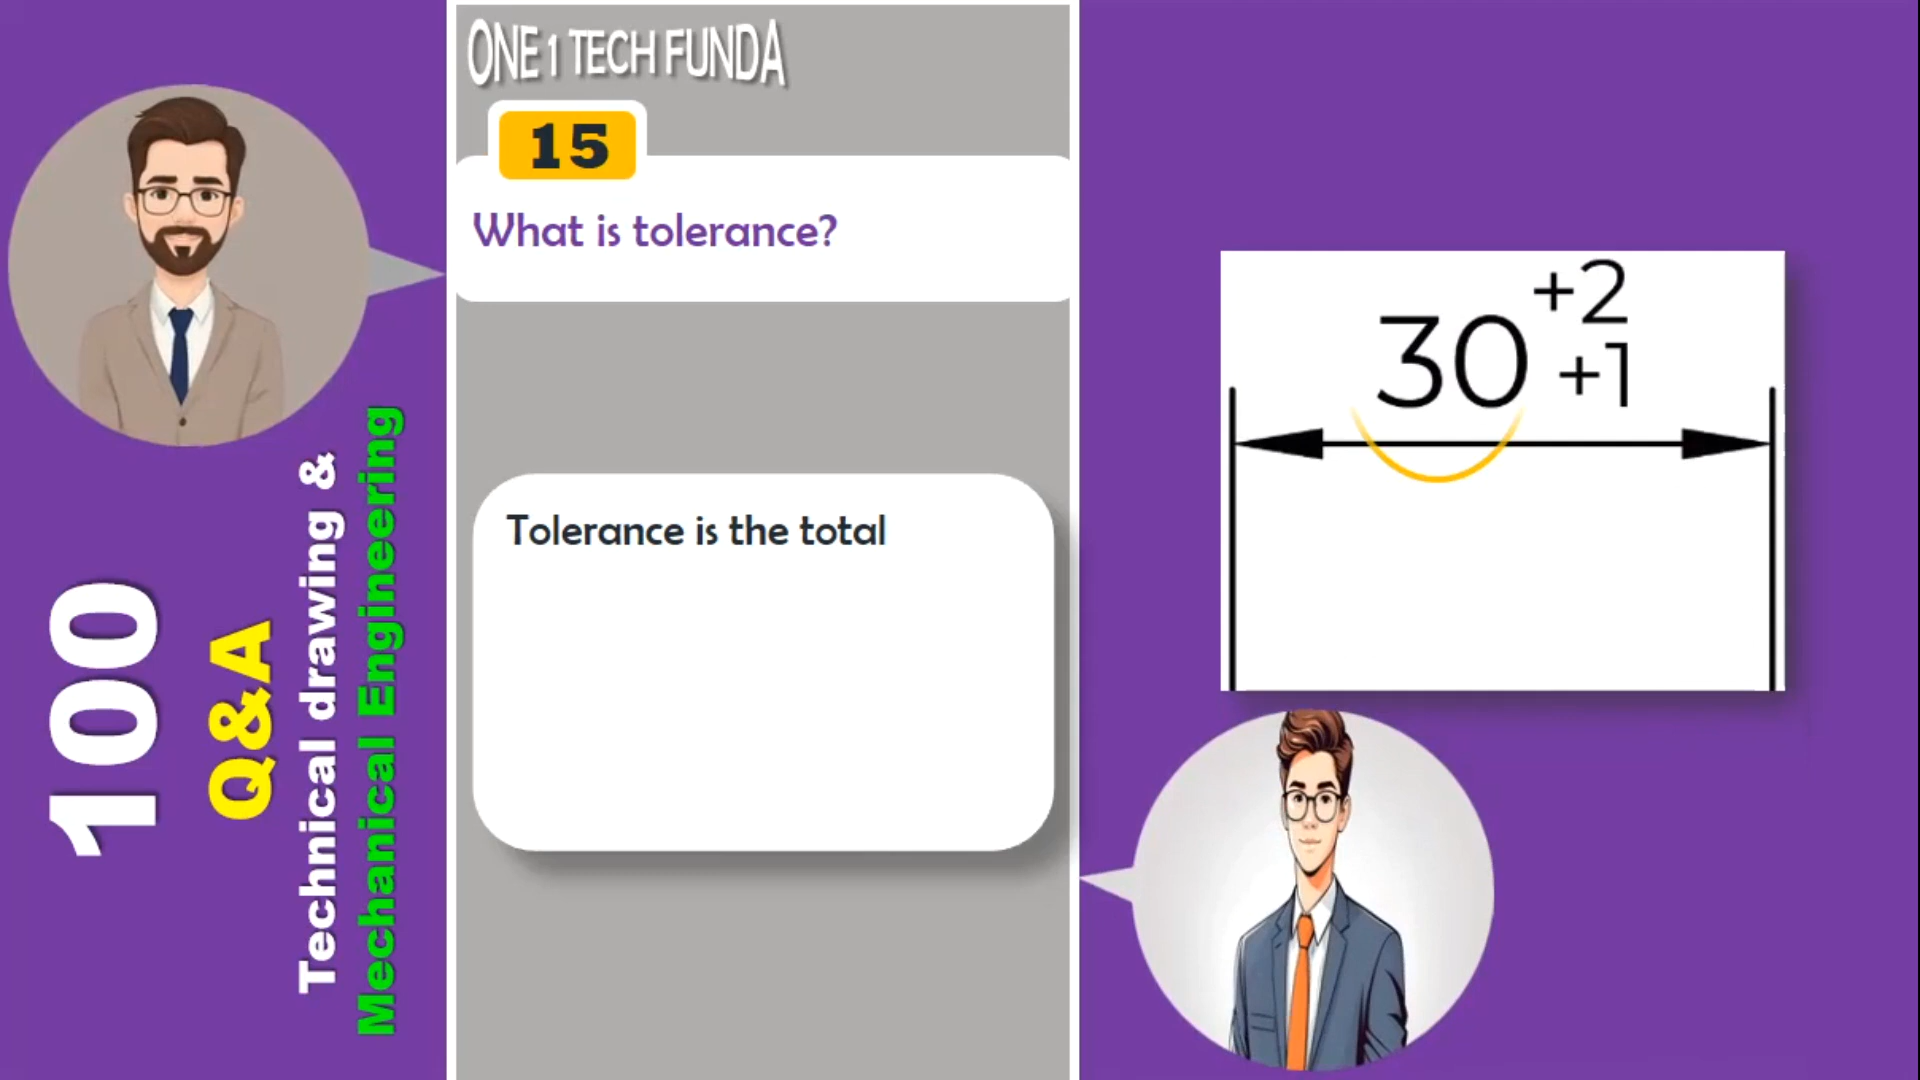 ONE 1 TECH FUNDA
15
What is tolerance?
Tolerance is the total
100
Q&A
Technical drawing &
Mechanical Engineering
+2
30
+1